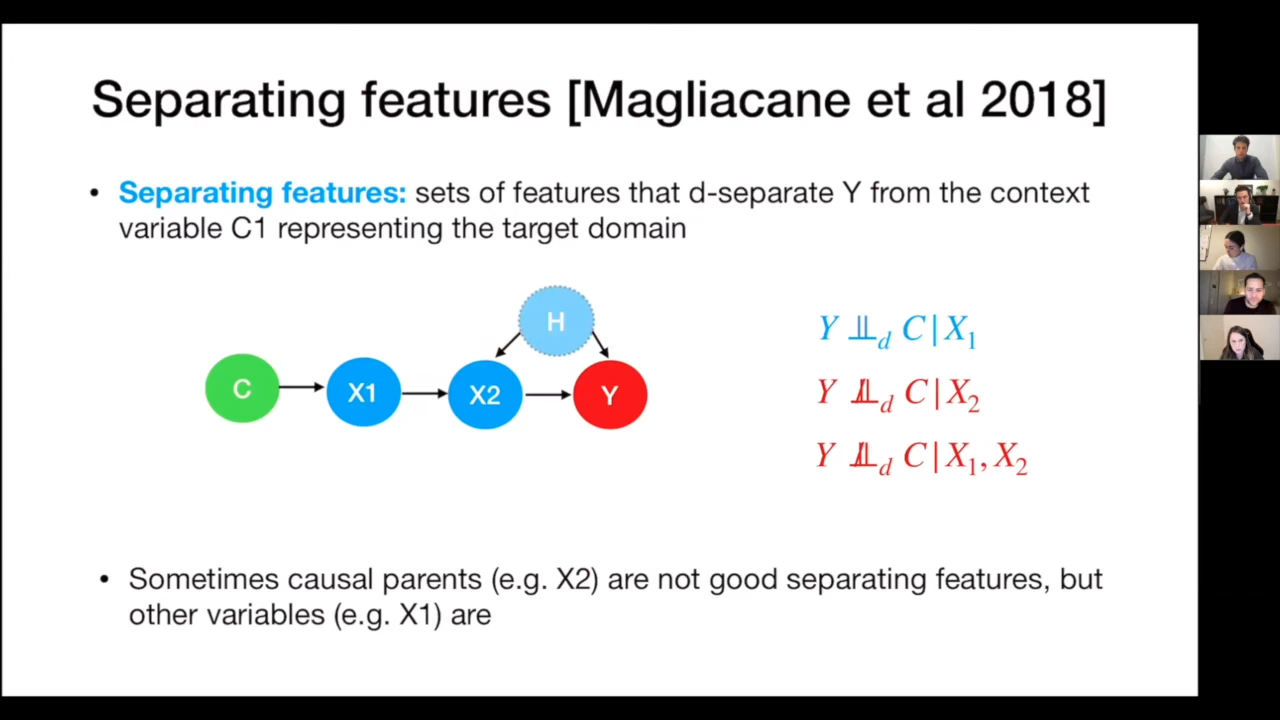 Separating features [Magliacane et al 2018]
• Separating features: sets of features that d-separate Y from the context
variable C1 representing the target domain
H
C
X1
X2
Y
Y ⫫d C | X1
Y ⫫̸d C | X2
Y ⫫̸d C | X1, X2
• Sometimes causal parents (e.g. X2) are not good separating features, but
other variables (e.g. X1) are